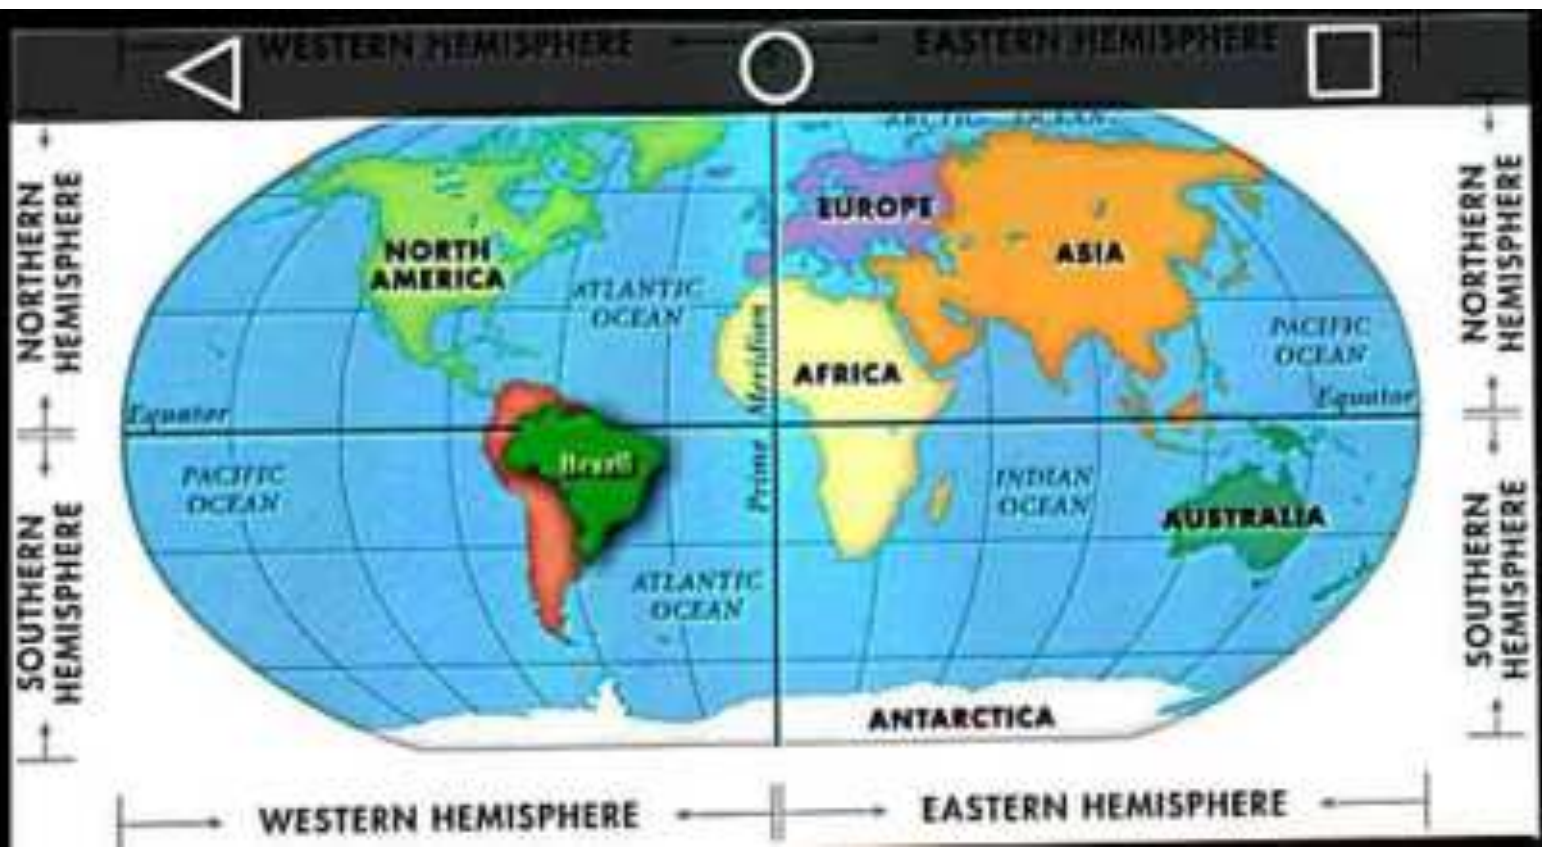 WESTERN HEMISPHERE
EASTERN HEMISPHERE
ARCTIC OCEAN
NORTHERN
HEMISPHERE
NORTHERN
HEMISPHERE
NORTH
AMERICA
EUROPE
ASIA
ATLANTIC
OCEAN
PACIFIC
OCEAN
AFRICA
Prime Meridian
Equator
Equator
Brazil
PACIFIC
OCEAN
INDIAN
OCEAN
AUSTRALIA
ATLANTIC
OCEAN
SOUTHERN
HEMISPHERE
SOUTHERN
HEMISPHERE
ANTARCTICA
WESTERN HEMISPHERE
EASTERN HEMISPHERE